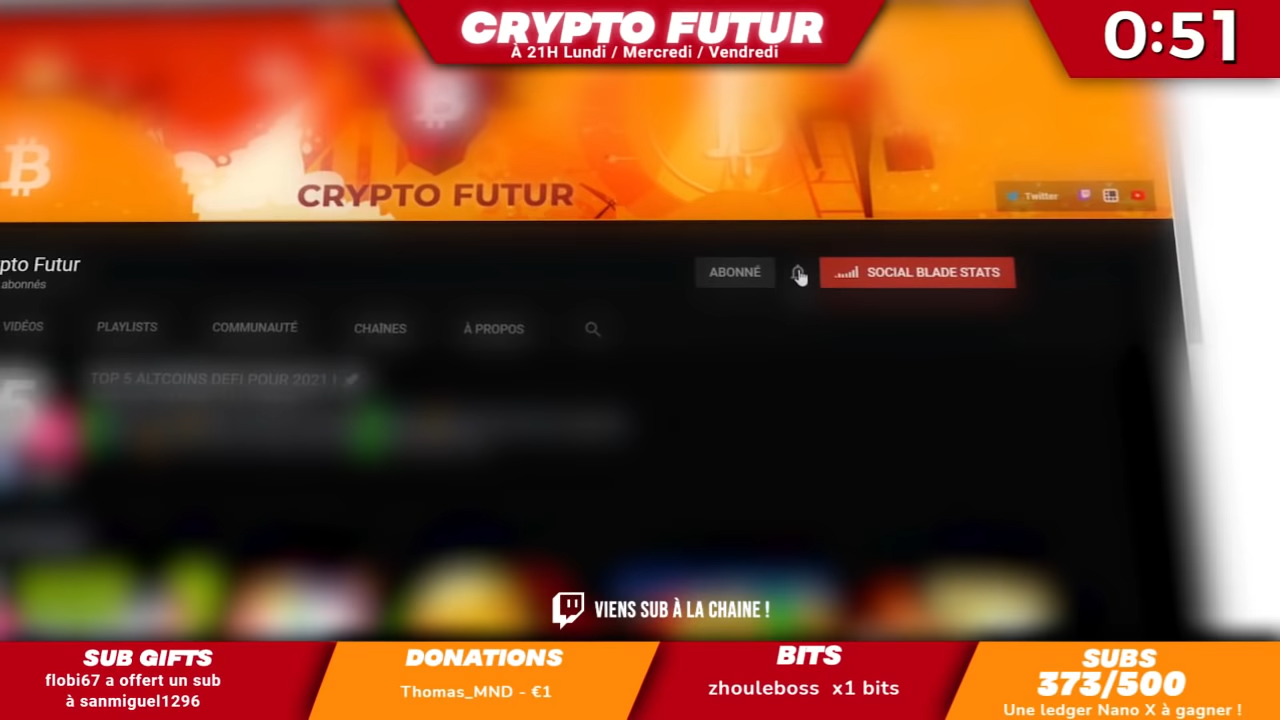 CRYPTO FUTUR
À 21H Lundi / Mercredi / Vendredi
0:51
CRYPTO FUTUR
Twitter
pto Futur
abonnés
ABONNÉ
SOCIAL BLADE STATS
VIDÉOS
PLAYLISTS
COMMUNAUTÉ
CHAÎNES
À PROPOS
TOP 5 ALTCOINS DEFI POUR 2021 !
VIENS SUB À LA CHAINE !
SUB GIFTS
flobi67 a offert un sub
à sanmiguel1296
DONATIONS
Thomas_MND - €1
BITS
zhouleboss x1 bits
SUBS
373/500
Une ledger Nano X à gagner !